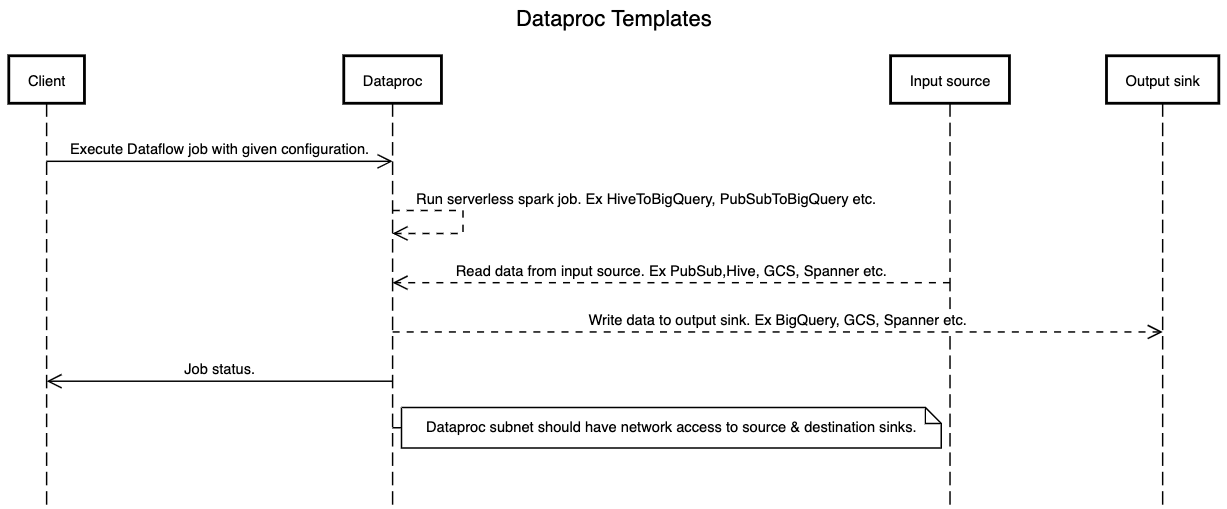 Dataproc Templates
Client
Dataproc
Input source
Output sink
Execute Dataflow job with given configuration.
Run serverless spark job. Ex HiveToBigQuery, PubSubToBigQuery etc.
Read data from input source. Ex PubSub,Hive, GCS, Spanner etc.
Write data to output sink. Ex BigQuery, GCS, Spanner etc.
Job status.
Dataproc subnet should have network access to source & destination sinks.